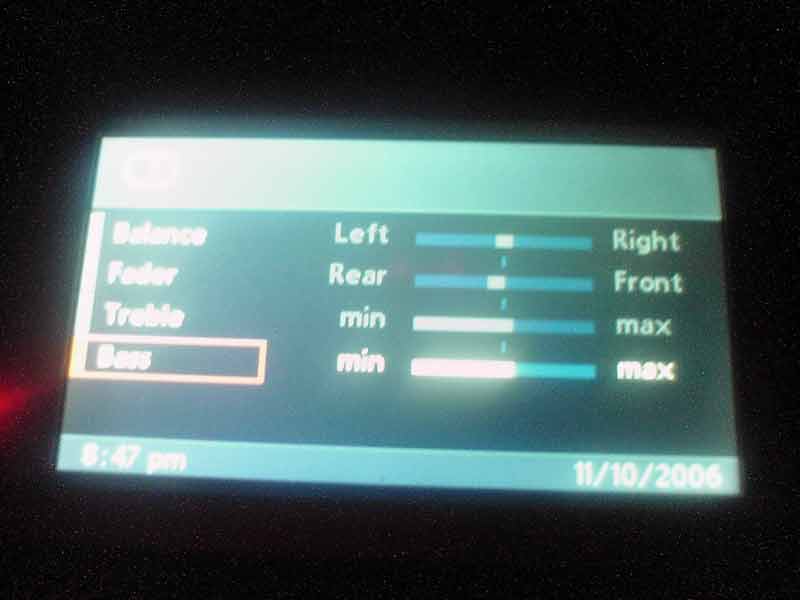 Balance Left Right
Fader Rear Front
Treble min max
Bass min max
8:47 pm 11/10/2006